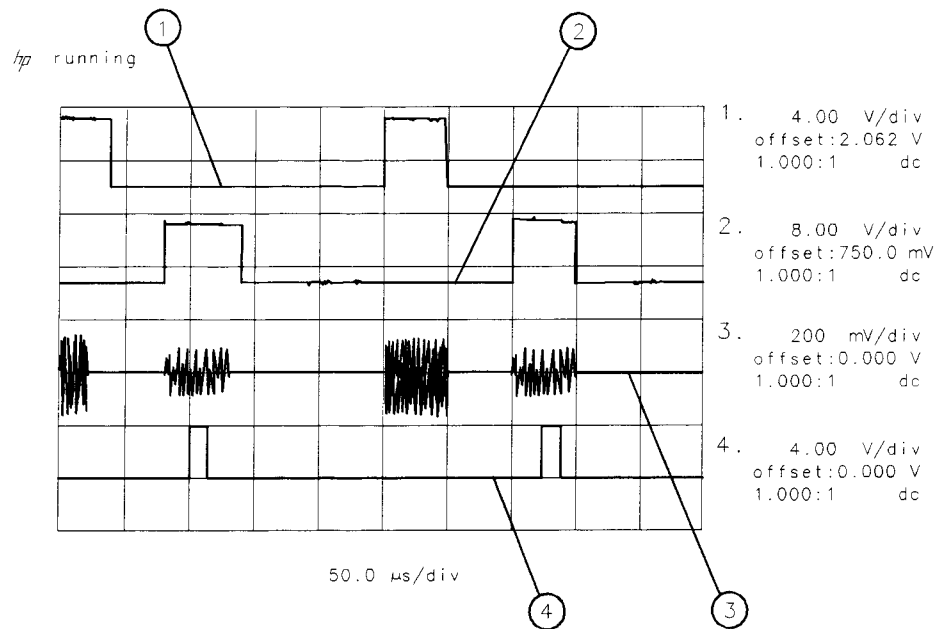 1
2
hp running
1. 4.00 V/div
offset:2.062 V
1.000:1 dc
2. 8.00 V/div
offset:750.0 mV
1.000:1 dc
3. 200 mV/div
offset:0.000 V
1.000:1 dc
4. 4.00 V/div
offset:0.000 V
1.000:1 dc
50.0 µs/div
4
3